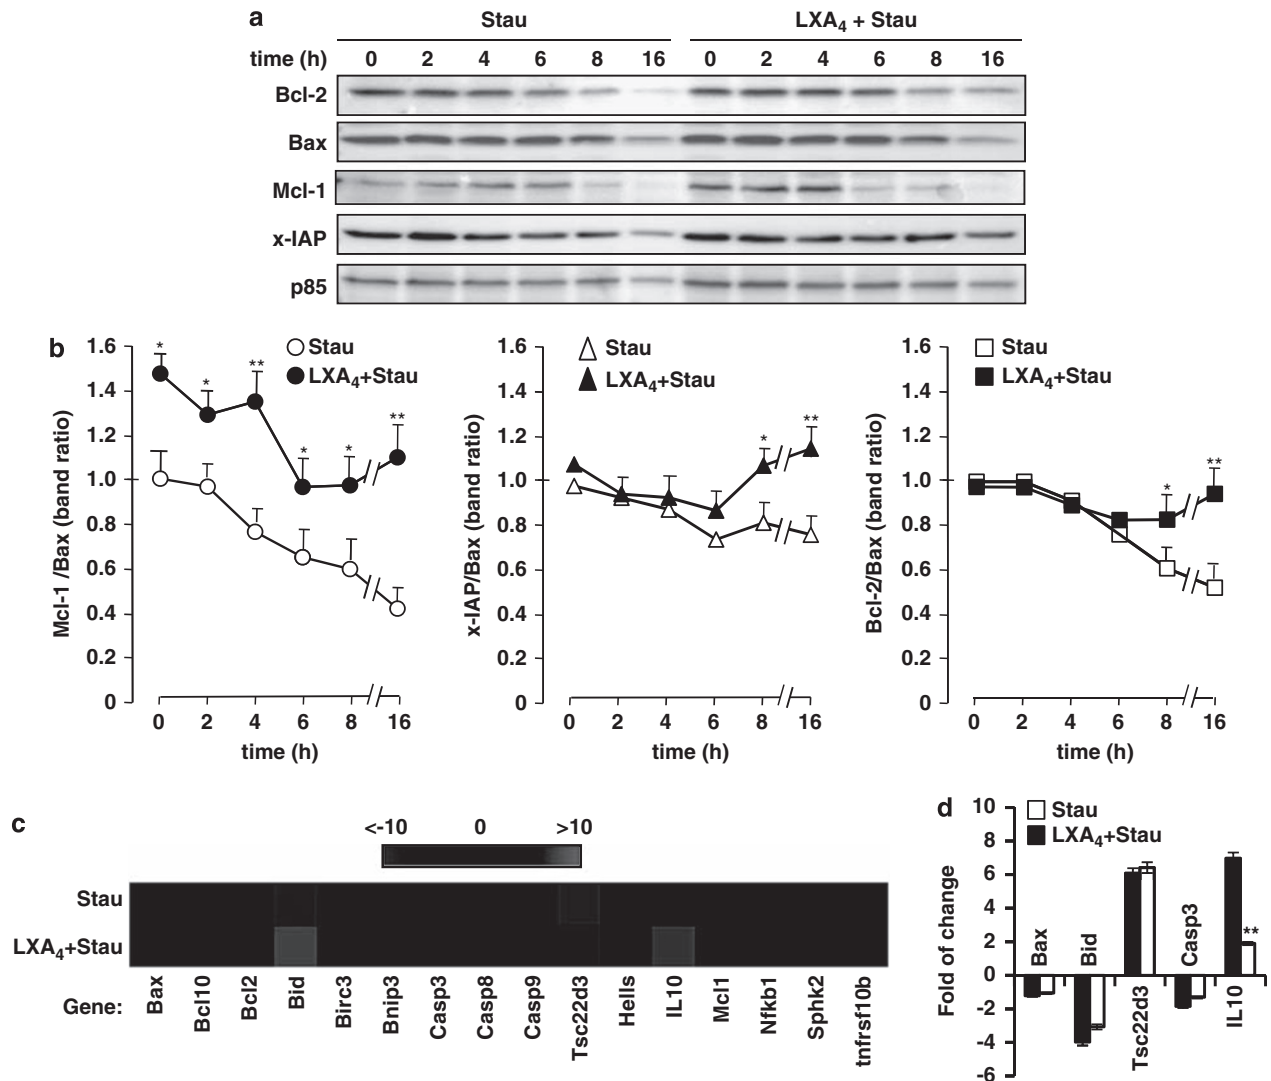 a
Stau LXA4 + Stau
time (h) 0 2 4 6 8 16 0 2 4 6 8 16
Bcl-2
Bax
Mcl-1
x-IAP
p85
b
Mcl-1 /Bax (band ratio)
1.6
1.4
1.2
1.0
0.8
0.6
0.4
0.2
0
Stau
LXA4+Stau
* * ** * * **
0 2 4 6 8 16
time (h)
x-IAP/Bax (band ratio)
1.6
1.4
1.2
1.0
0.8
0.6
0.4
0.2
0
Stau
LXA4+Stau
* **
0 2 4 6 8 16
time (h)
Bcl-2/Bax (band ratio)
1.6
1.4
1.2
1.0
0.8
0.6
0.4
0.2
0
Stau
LXA4+Stau
* **
0 2 4 6 8 16
time (h)
c
<-10 0 >10
Stau
LXA4+Stau
Gene: Bax Bcl10 Bcl2 Bid Birc3 Bnip3 Casp3 Casp8 Casp9 Tsc22d3 Hells IL10 Mcl1 Nfkb1 Sphk2 tnfrsf10b
d
Fold of change
10
8
6
4
2
0
-2
-4
-6
Stau
LXA4+Stau
Bax Bid Tsc22d3 Casp3 IL10
**